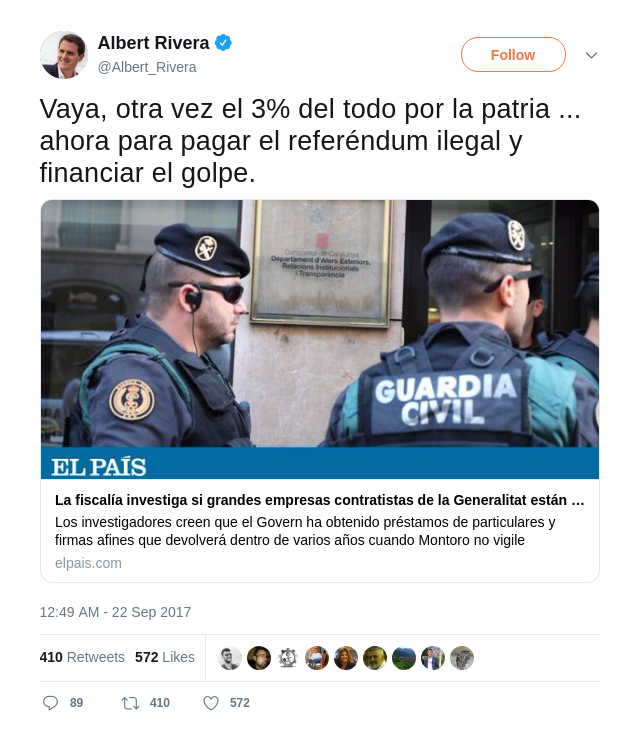 Albert Rivera
@Albert_Rivera
Follow
Vaya, otra vez el 3% del todo por la patria ...
ahora para pagar el referéndum ilegal y
financiar el golpe.
Generalitat de Catalunya
Departament d'Afers Exteriors,
Relacions Institucionals
i Transparència
GUARDIA
CIVIL
EL PAÍS
La fiscalía investiga si grandes empresas contratistas de la Generalitat están ...
Los investigadores creen que el Govern ha obtenido préstamos de particulares y
firmas afines que devolverá dentro de varios años cuando Montoro no vigile
elpais.com
12:49 AM - 22 Sep 2017
410 Retweets 572 Likes
89 410 572